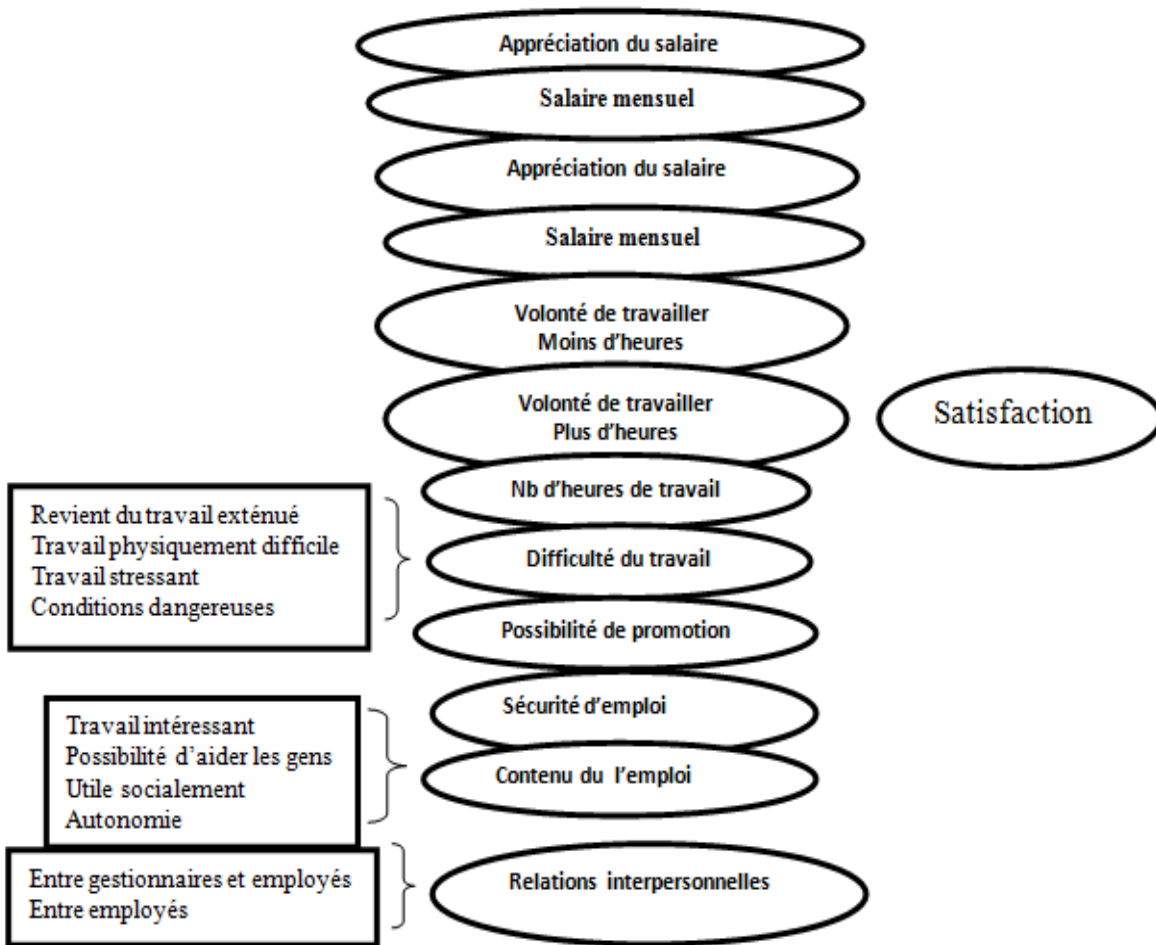 Appréciation du salaire
Salaire mensuel
Appréciation du salaire
Salaire mensuel
Volonté de travailler
Moins d'heures
Volonté de travailler
Plus d'heures
Satisfaction
Nb d'heures de travail
Revient du travail exténué
Travail physiquement difficile
Travail stressant
Conditions dangereuses
Difficulté du travail
Possibilité de promotion
Sécurité d'emploi
Travail intéressant
Possibilité d'aider les gens
Utile socialement
Autonomie
Contenu du l'emploi
Entre gestionnaires et employés
Entre employés
Relations interpersonnelles